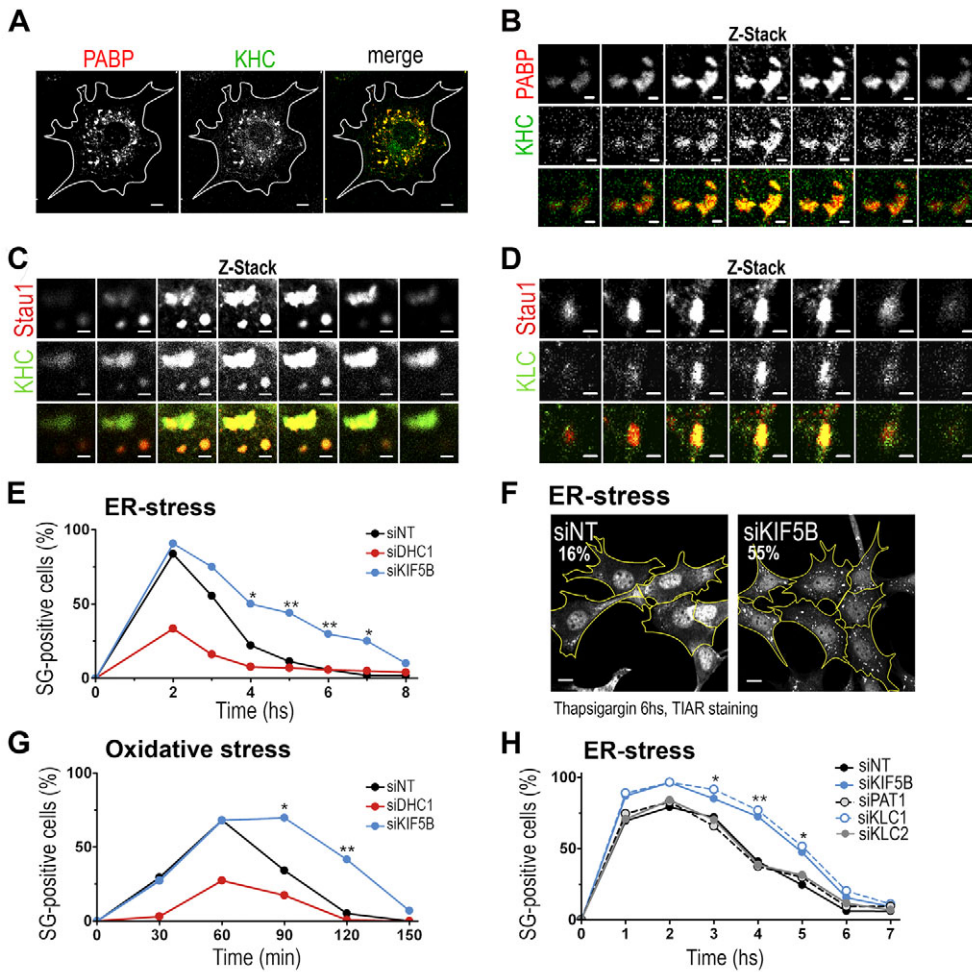 A
PABP
KHC
merge
B
Z-Stack
PABP
KHC
C
Z-Stack
Stau1
KHC
D
Z-Stack
Stau1
KLC
E
ER-stress
SG-positive cells (%)
100
50
0
0
2
4
6
8
Time (hs)
siNT
siDHC1
siKIF5B
*
**
**
*
F
ER-stress
siNT
16%
siKIF5B
55%
Thapsigargin 6hs, TIAR staining
G
Oxidative stress
SG-positive cells (%)
100
50
0
0
30
60
90
120
150
Time (min)
siNT
siDHC1
siKIF5B
*
**
H
ER-stress
SG-positive cells (%)
100
50
0
0
1
2
3
4
5
6
7
Time (hs)
siNT
siKIF5B
siPAT1
siKLC1
siKLC2
*
**
*